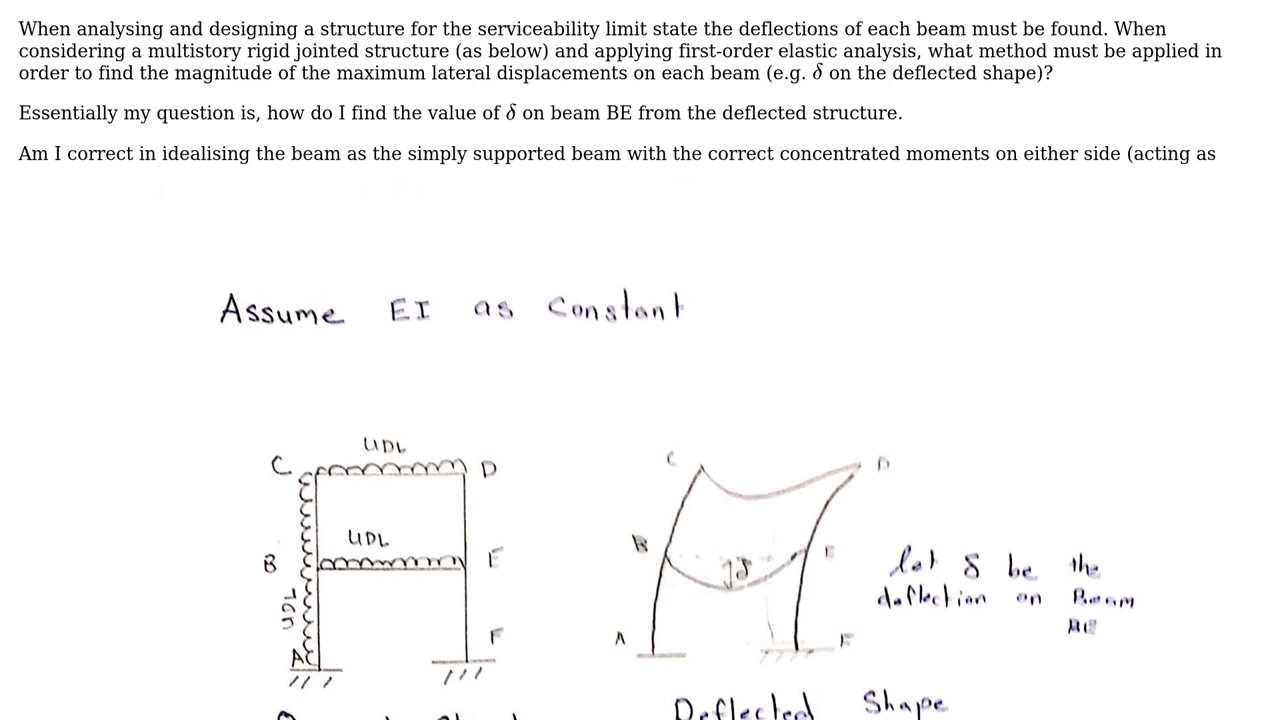 When analysing and designing a structure for the serviceability limit state the deflections of each beam must be found. When
considering a multistory rigid jointed structure (as below) and applying first-order elastic analysis, what method must be applied in
order to find the magnitude of the maximum lateral displacements on each beam (e.g. δ on the deflected shape)?
Essentially my question is, how do I find the value of δ on beam BE from the deflected structure.
Am I correct in idealising the beam as the simply supported beam with the correct concentrated moments on either side (acting as
Assume EI as Constant
UDL
C D
UDL
B E
UDL
F
A
C D
B E
δ
A F
let δ be the
deflection on Beam
BE
Deflected Shape